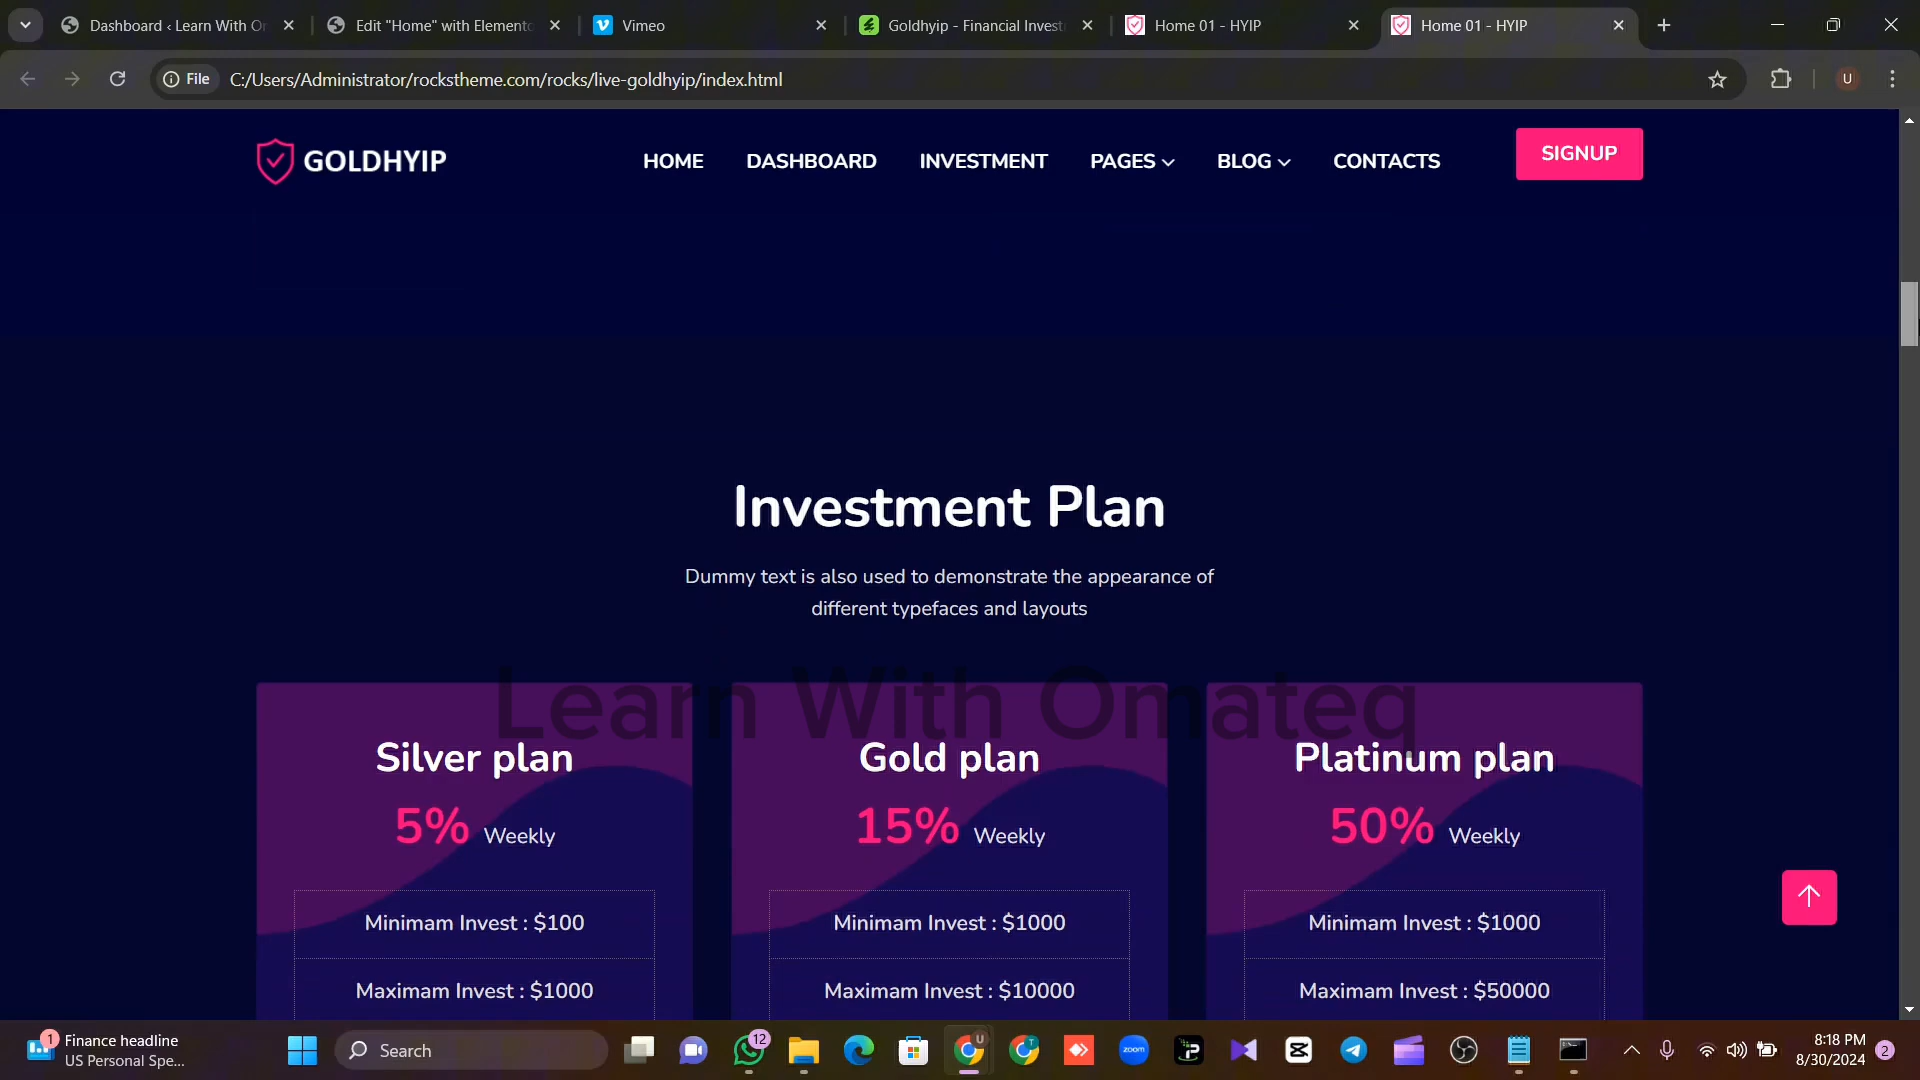 Dashboard ‹ Learn With O
Edit "Home" with Elemento
Vimeo
Goldhyip - Financial Invest
Home 01 - HYIP
Home 01 - HYIP
File
C:/Users/Administrator/rockstheme.com/rocks/live-goldhyip/index.html
U
GOLDHYIP
HOME
DASHBOARD
INVESTMENT
PAGES
BLOG
CONTACTS
SIGNUP
Investment Plan
Dummy text is also used to demonstrate the appearance of
different typefaces and layouts
Learn With Omateq
Silver plan
Gold plan
Platinum plan
5% Weekly
15% Weekly
50% Weekly
Minimam Invest : $100
Minimam Invest : $1000
Minimam Invest : $1000
Maximam Invest : $1000
Maximam Invest : $10000
Maximam Invest : $50000
1
Finance headline
US Personal Spe...
Search
12
U
T
zoom
8:18 PM
8/30/2024
2